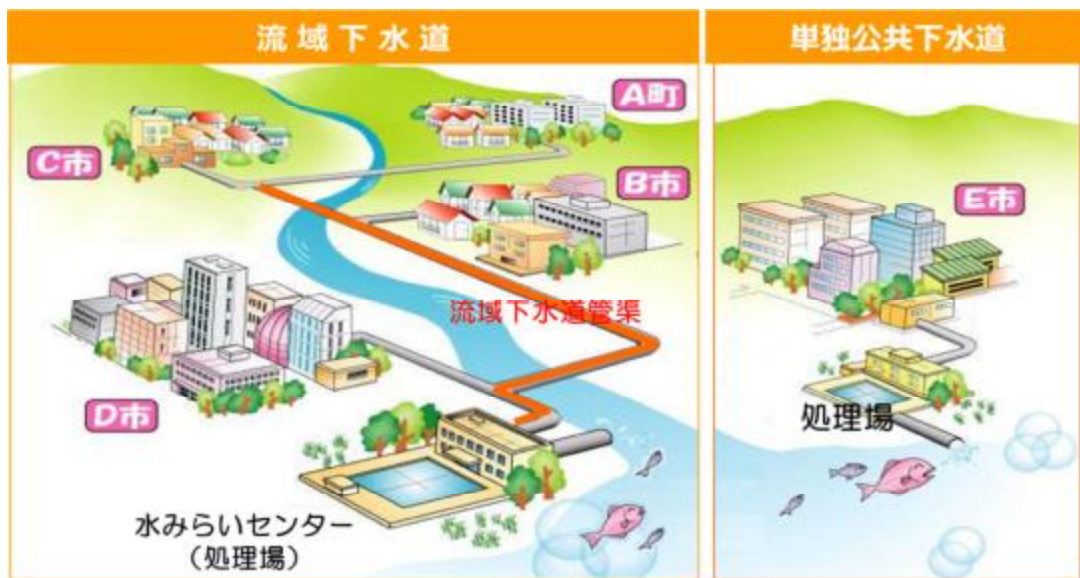 流域下水道
単独公共下水道
A町
C市
B市
E市
流域下水道管渠
D市
処理場
水みらいセンター
（処理場）